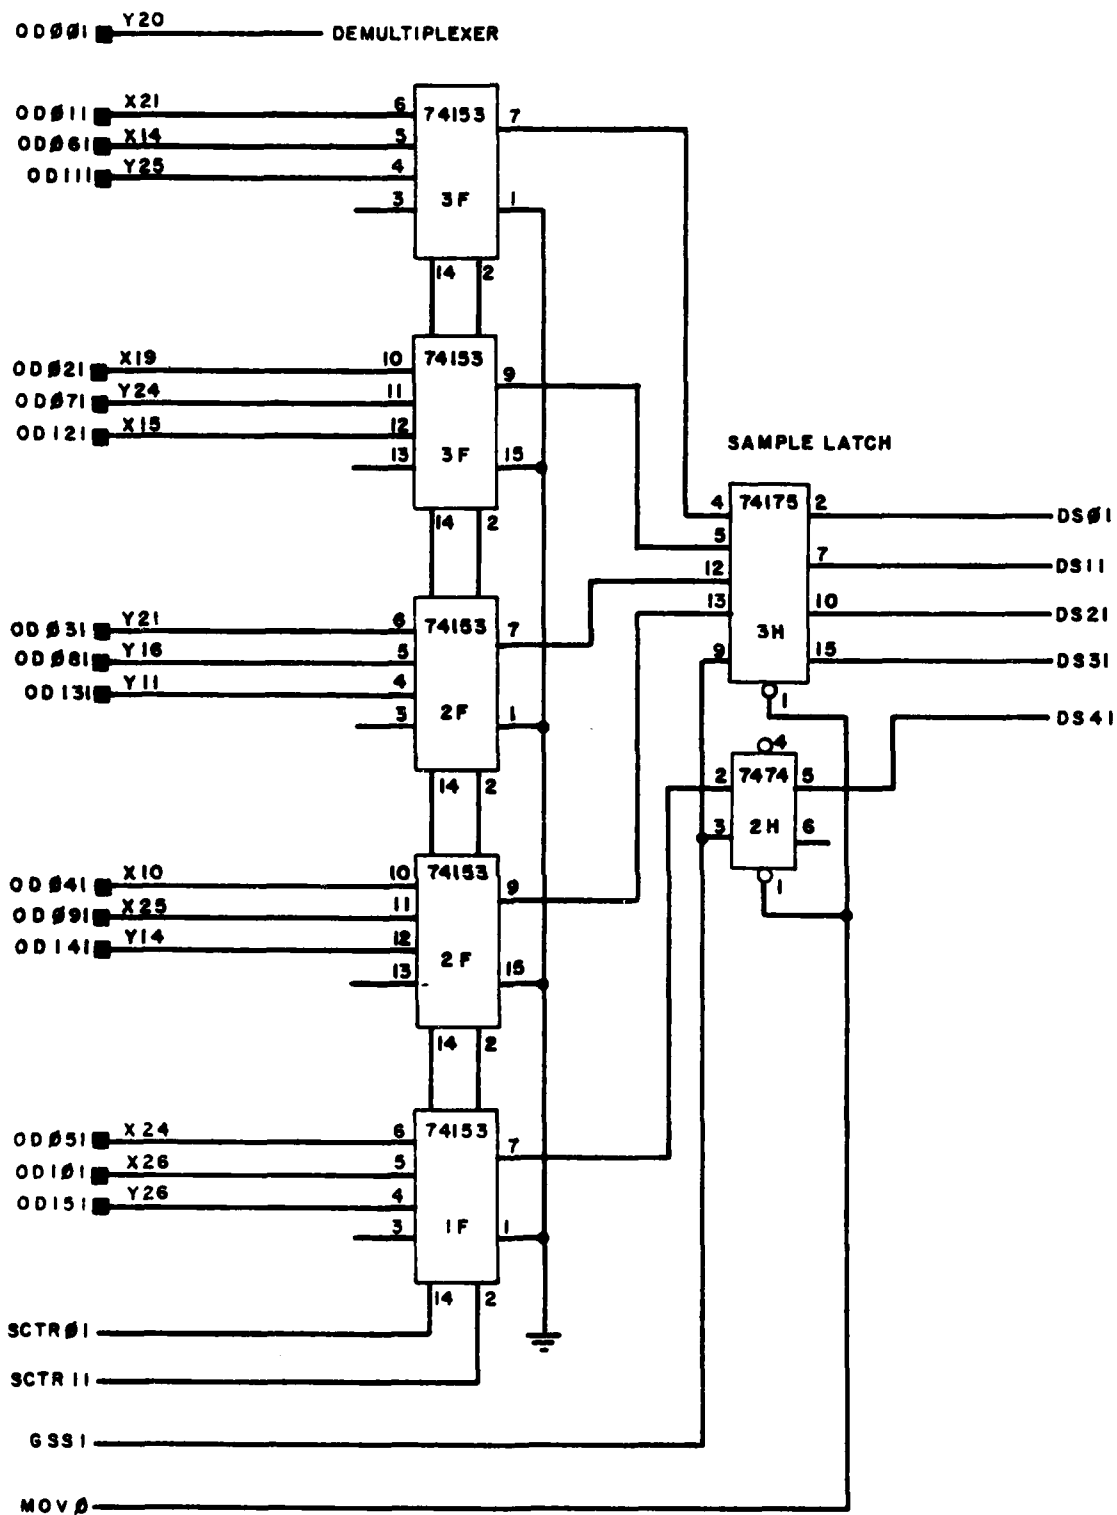 ODØØ1 Y20 DEMULTIPLEXER
ODØ11 X21 6 74153 7
ODØ61 X14 5
OD111 Y25 4
3 3F 1
14 2
ODØ21 X19 10 74153 9
ODØ71 Y24 11
OD121 X15 12
13 3F 15
14 2
SAMPLE LATCH
4 74175 2 DSØ1
5
7 DS11
12
13 10 DS21
3H
9 15 DS31
1
ODØ31 Y21 6 74153 7
ODØ81 Y16 5
OD131 Y11 4
3 2F 1
14 2
DS41
4
2 7474 5
3 2H 6
1
ODØ41 X10 10 74153 9
ODØ91 X25 11
OD141 Y14 12
13 2F 15
14 2
ODØ51 X24 6 74153 7
OD1Ø1 X26 5
OD151 Y26 4
3 1F 1
14 2
SCTRØ1
SCTR11
GSS1
MOVØ